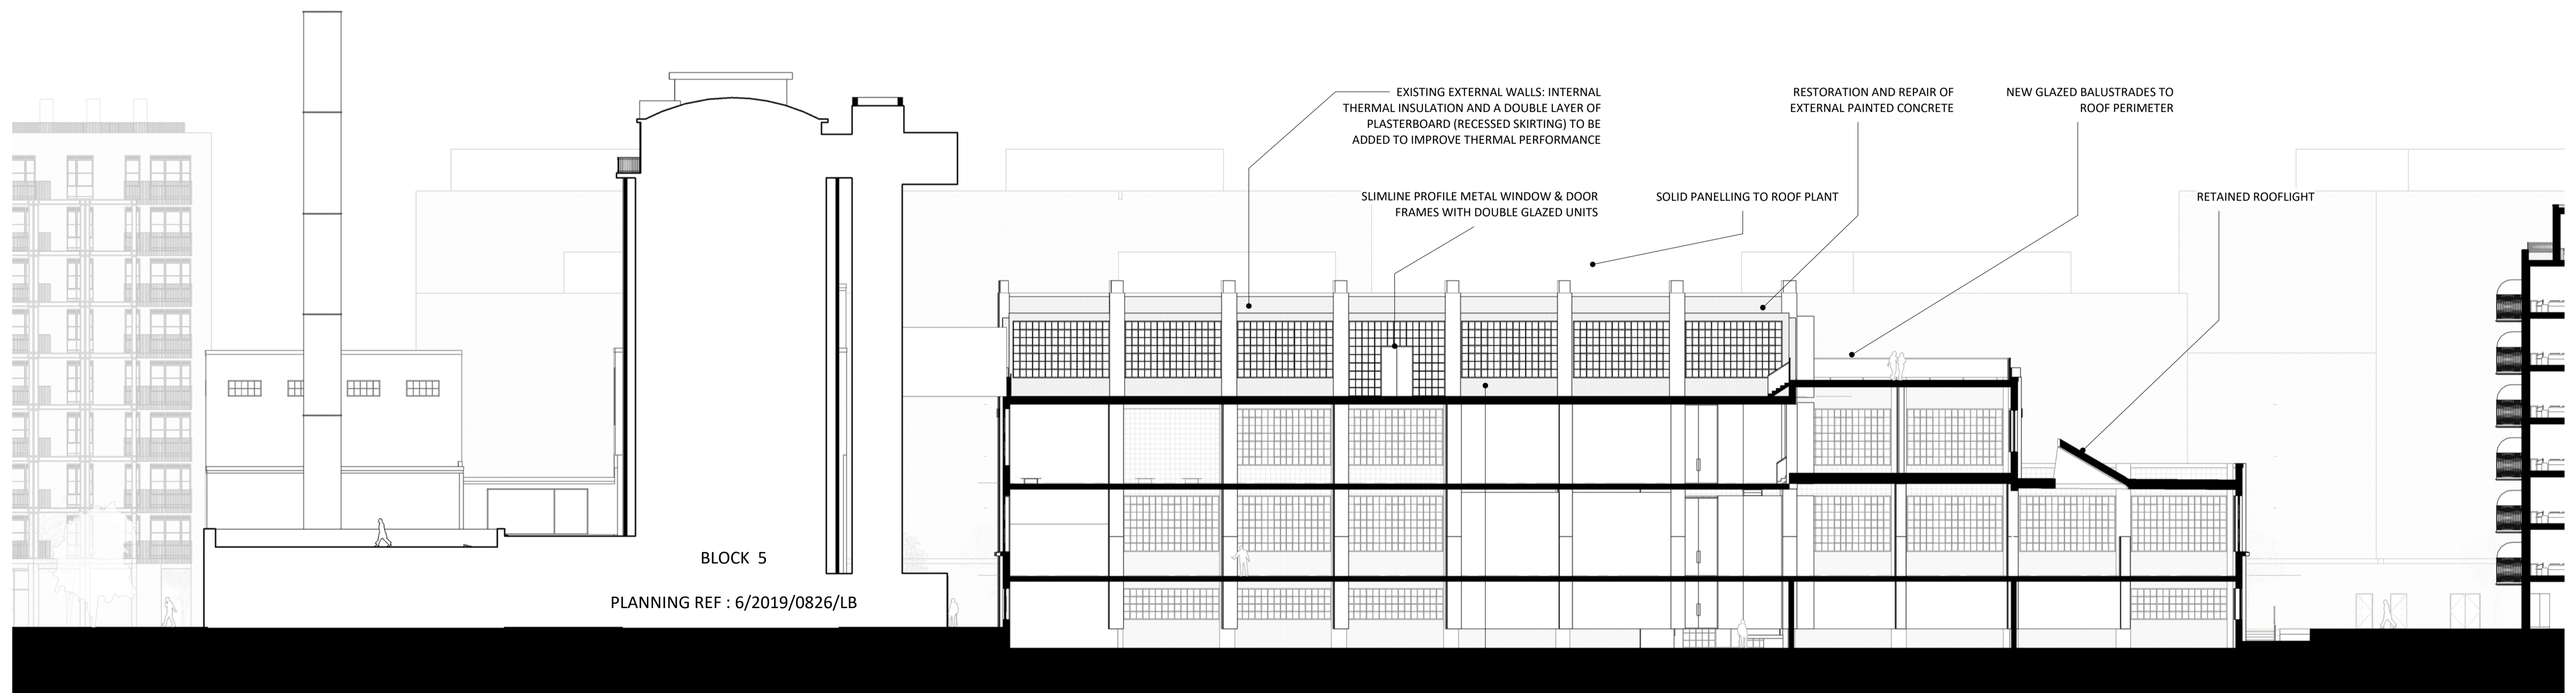 EXISTING EXTERNAL WALLS: INTERNAL
THERMAL INSULATION AND A DOUBLE LAYER OF
PLASTERBOARD (RECESSED SKIRTING) TO BE
ADDED TO IMPROVE THERMAL PERFORMANCE
RESTORATION AND REPAIR OF
EXTERNAL PAINTED CONCRETE
NEW GLAZED BALUSTRADES TO
ROOF PERIMETER
SLIMLINE PROFILE METAL WINDOW & DOOR
FRAMES WITH DOUBLE GLAZED UNITS
SOLID PANELLING TO ROOF PLANT
RETAINED ROOFLIGHT
BLOCK 5
PLANNING REF : 6/2019/0826/LB